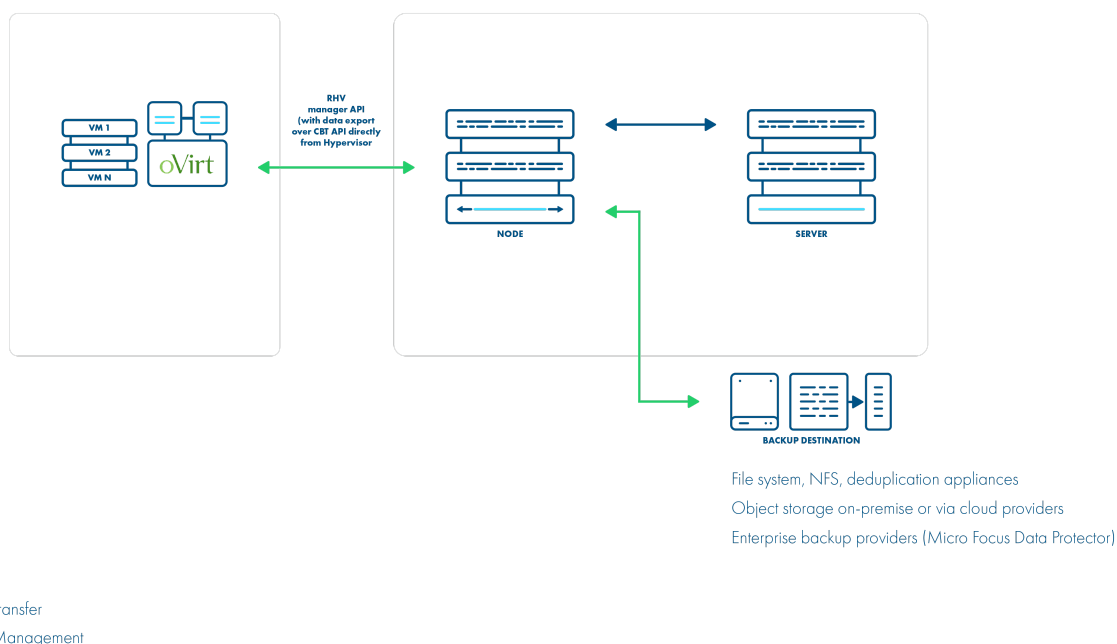 RHV
manager API
(with data export
over CBT API directly
from Hypervisor
VM 1
VM 2
VM N
oVirt
NODE
SERVER
BACKUP DESTINATION
File system, NFS, deduplication appliances
Object storage on-premise or via cloud providers
Enterprise backup providers (Micro Focus Data Protector)
ransfer
Management